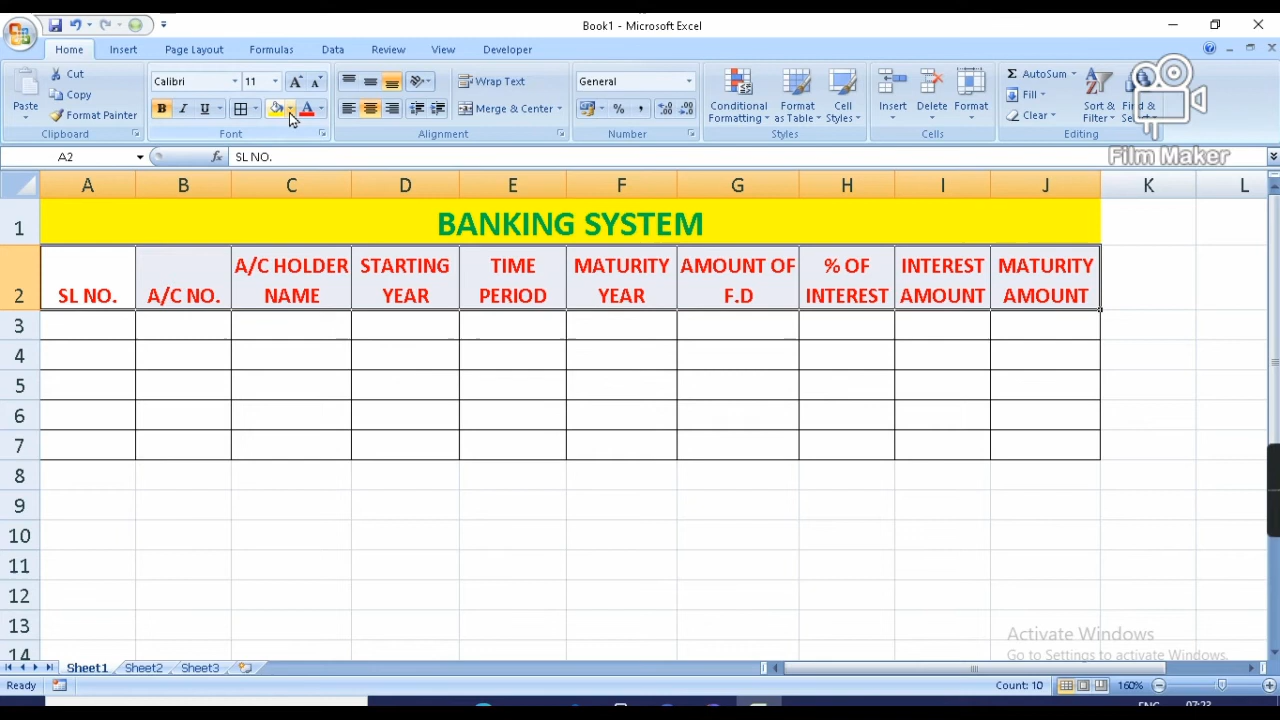 Book1 - Microsoft Excel
Home Insert Page Layout Formulas Data Review View Developer
Paste
Cut
Copy
Format Painter
Clipboard
Calibri 11
B I U
Font
Wrap Text
Merge & Center
Alignment
General
%
Number
Conditional Formatting
Format as Table
Cell Styles
Styles
Insert Delete Format
Cells
AutoSum
Fill
Clear
Sort & Filter
Find &
Editing
Film Maker
A2 fx SL NO.
A B C D E F G H I J K L
1 BANKING SYSTEM
A/C HOLDER STARTING TIME MATURITY AMOUNT OF % OF INTEREST MATURITY
2 SL NO. A/C NO. NAME YEAR PERIOD YEAR F.D INTEREST AMOUNT AMOUNT
3
4
5
6
7
8
9
10
11
12
13
14
Activate Windows
Go to Settings to activate Windows.
Sheet1 Sheet2 Sheet3
Ready Count: 10 160%